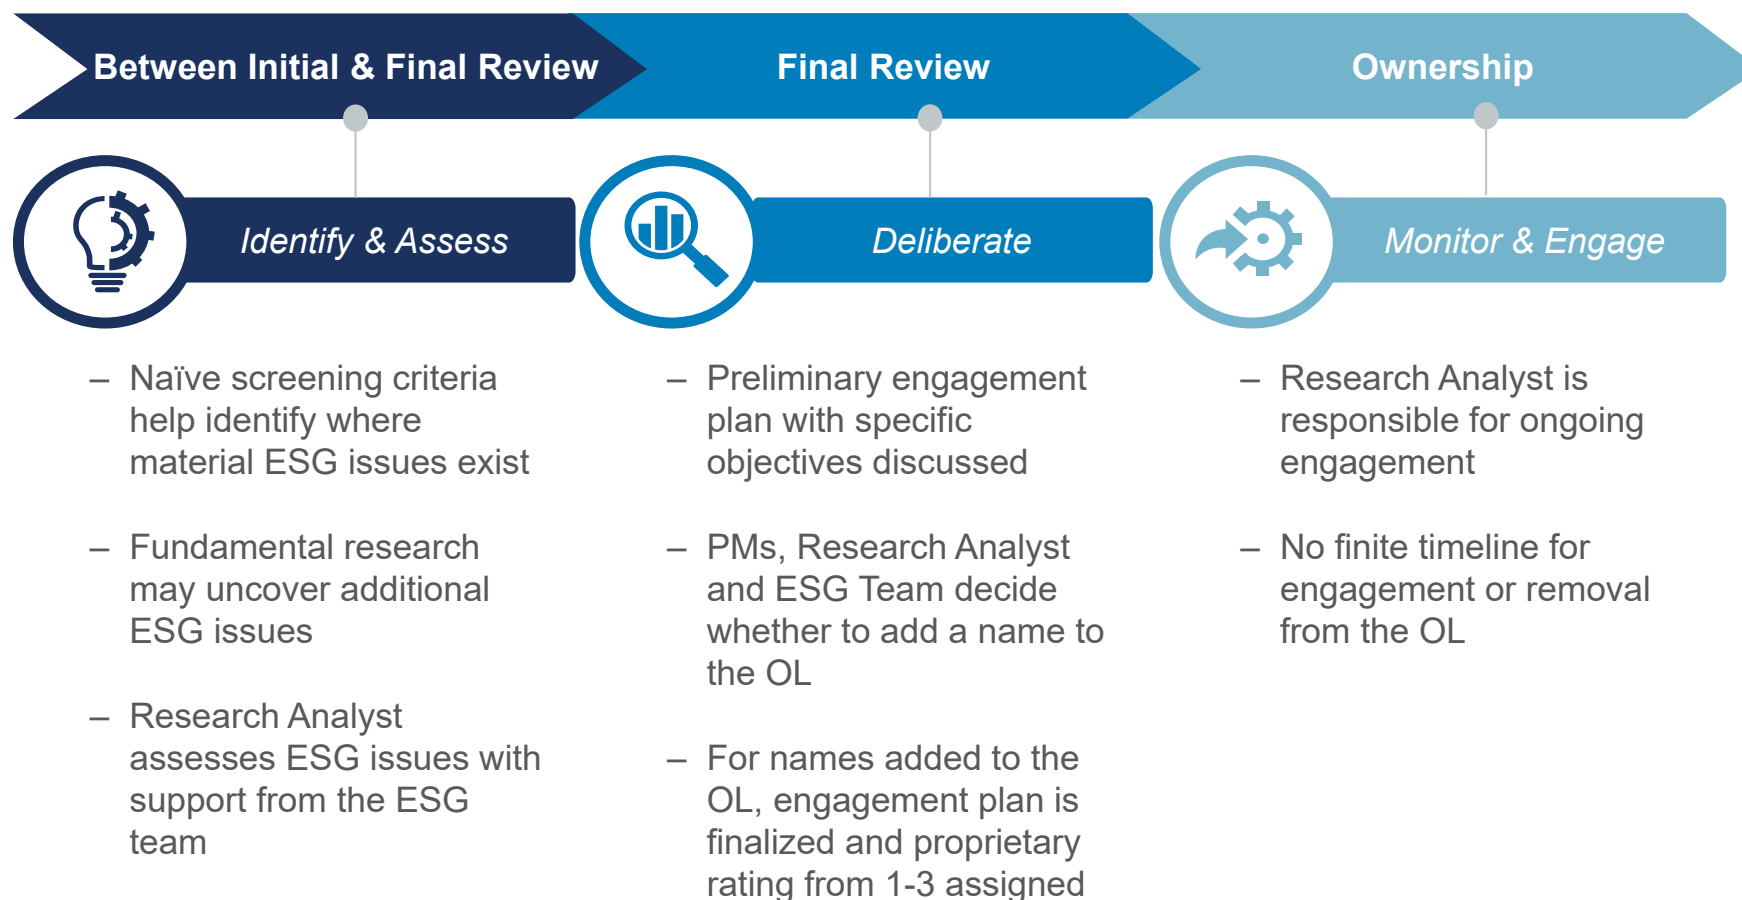 Between Initial & Final Review
Final Review
Ownership
Identify & Assess
Deliberate
Monitor & Engage
– Naïve screening criteria
help identify where
material ESG issues exist
– Fundamental research
may uncover additional
ESG issues
– Research Analyst
assesses ESG issues with
support from the ESG
team
– Preliminary engagement
plan with specific
objectives discussed
– PMs, Research Analyst
and ESG Team decide
whether to add a name to
the OL
– For names added to the
OL, engagement plan is
finalized and proprietary
rating from 1-3 assigned
– Research Analyst is
responsible for ongoing
engagement
– No finite timeline for
engagement or removal
from the OL